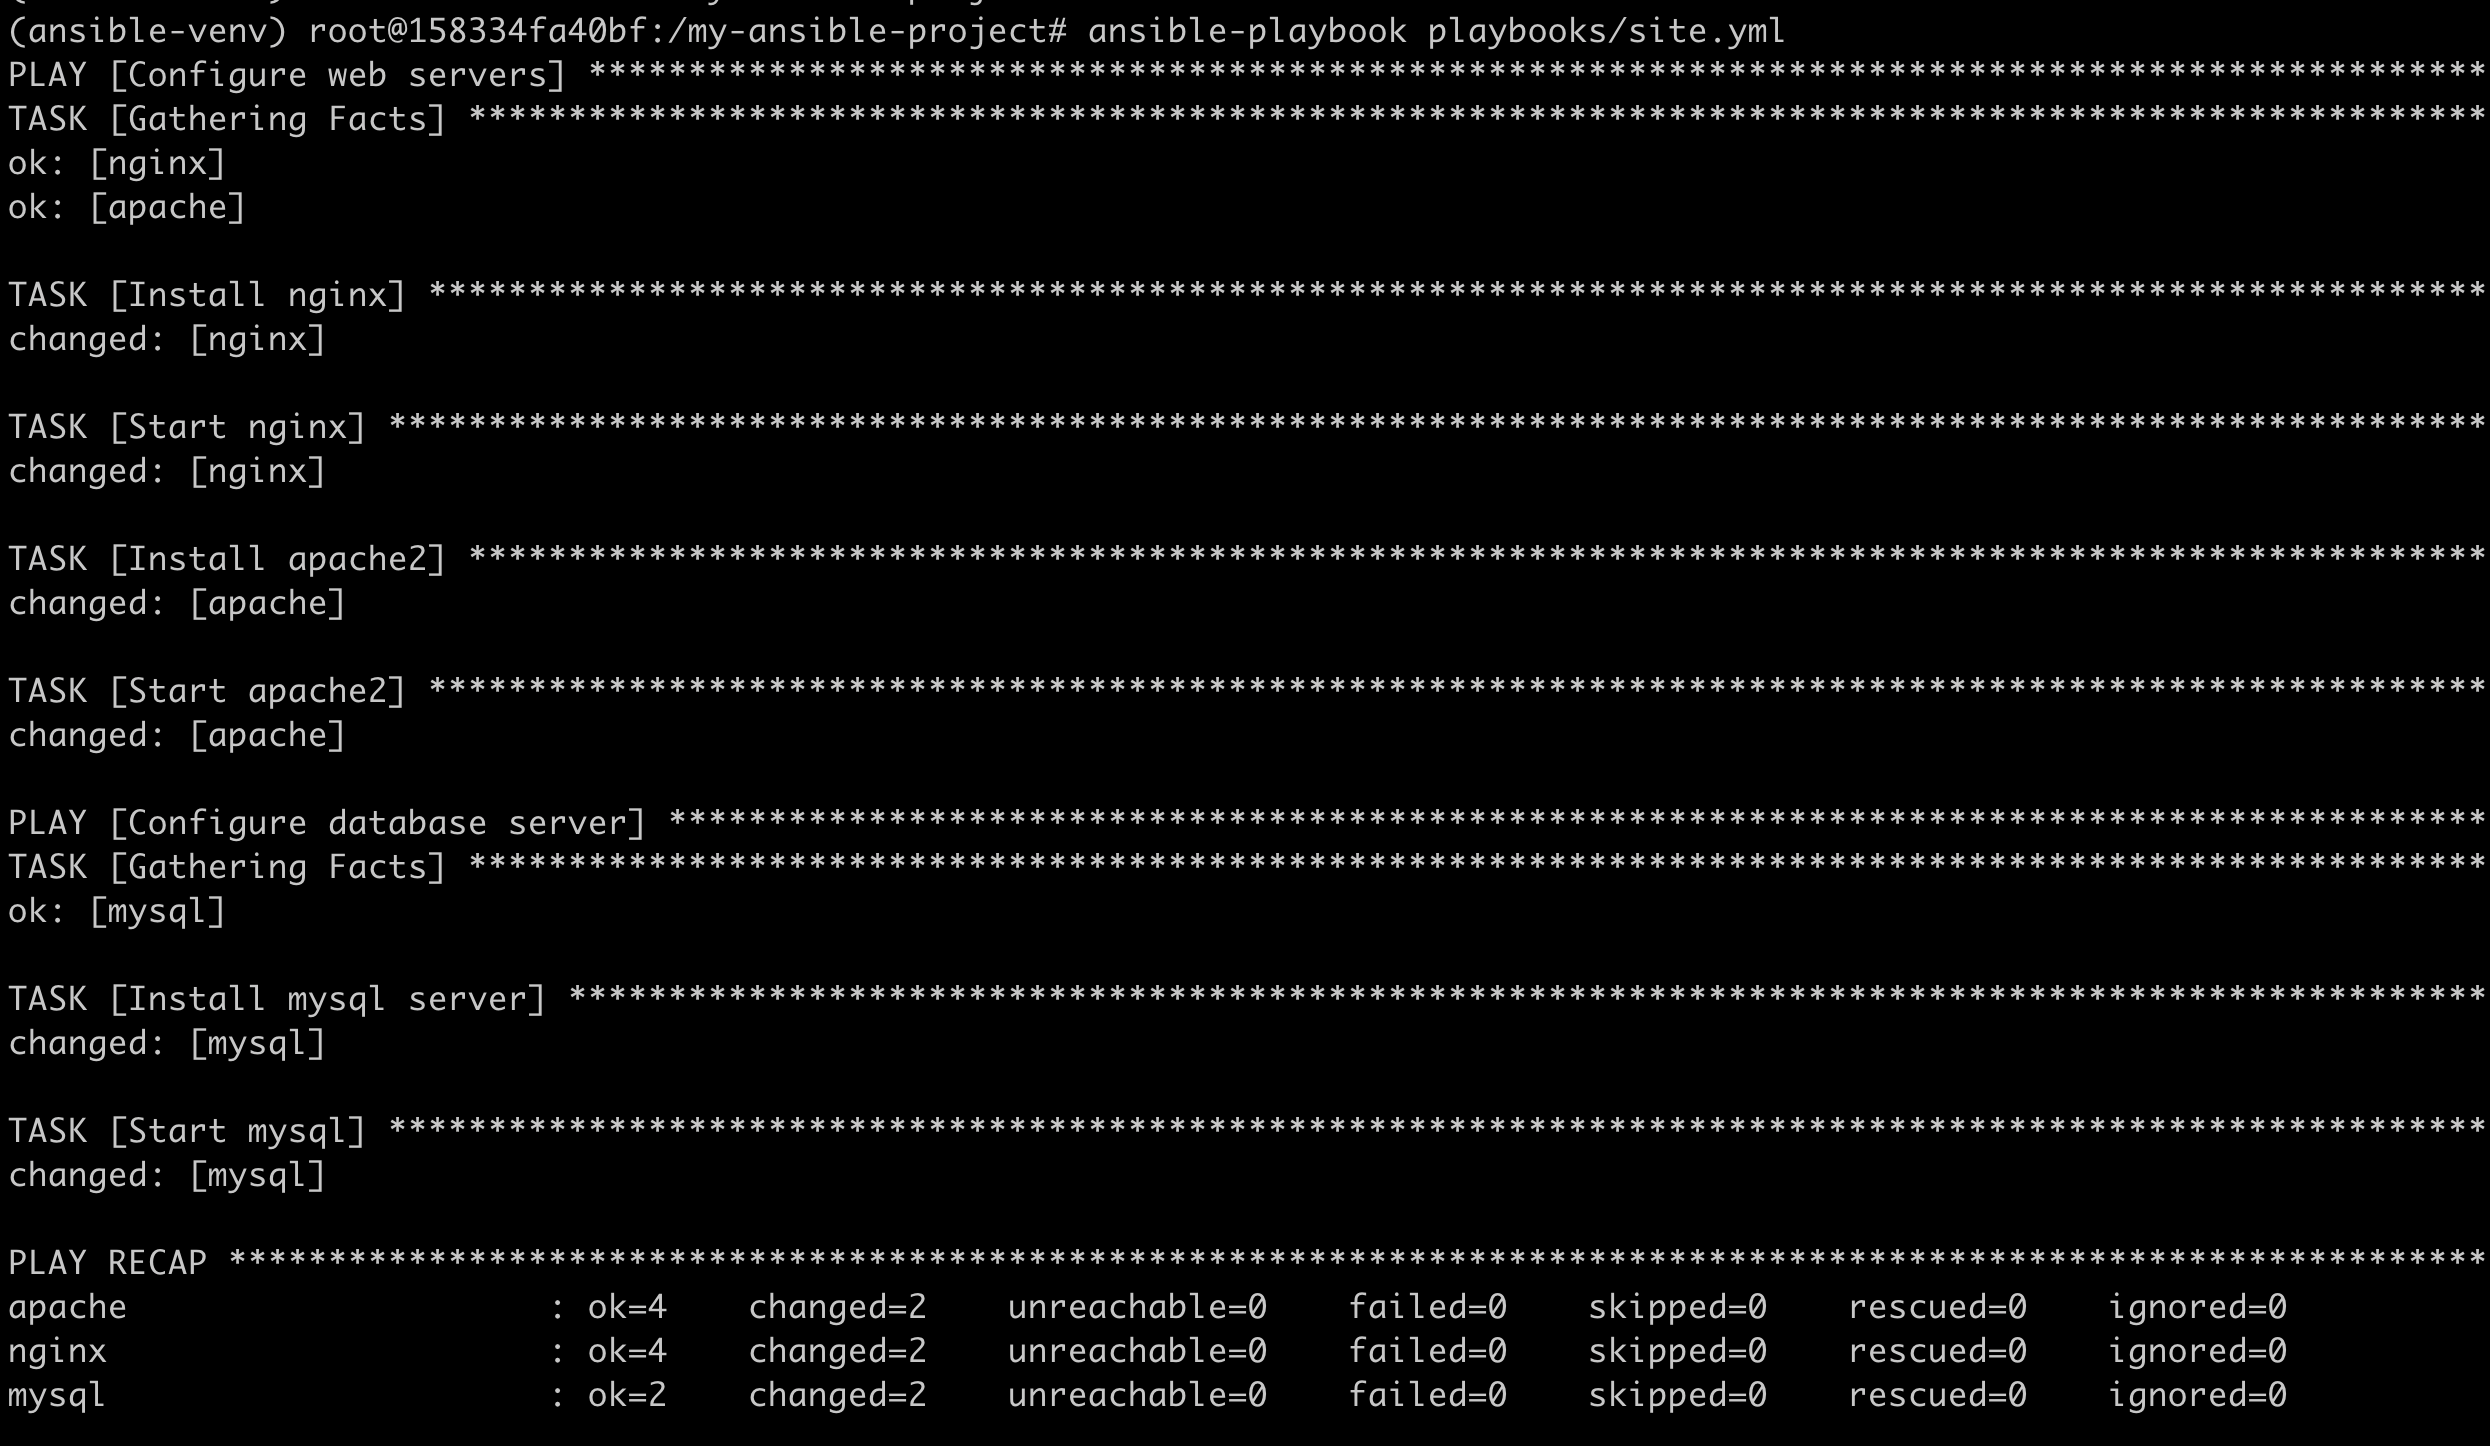 (ansible-venv) root@158334fa40bf:/my-ansible-project# ansible-playbook playbooks/site.yml
PLAY [Configure web servers] ***********************************************************************************************
TASK [Gathering Facts] *****************************************************************************************************
ok: [nginx]
ok: [apache]
TASK [Install nginx] *******************************************************************************************************
changed: [nginx]
TASK [Start nginx] *********************************************************************************************************
changed: [nginx]
TASK [Install apache2] *****************************************************************************************************
changed: [apache]
TASK [Start apache2] *******************************************************************************************************
changed: [apache]
PLAY [Configure database server] *******************************************************************************************
TASK [Gathering Facts] *****************************************************************************************************
ok: [mysql]
TASK [Install mysql server] ************************************************************************************************
changed: [mysql]
TASK [Start mysql] *********************************************************************************************************
changed: [mysql]
PLAY RECAP *****************************************************************************************************************
apache : ok=4 changed=2 unreachable=0 failed=0 skipped=0 rescued=0 ignored=0
nginx : ok=4 changed=2 unreachable=0 failed=0 skipped=0 rescued=0 ignored=0
mysql : ok=2 changed=2 unreachable=0 failed=0 skipped=0 rescued=0 ignored=0